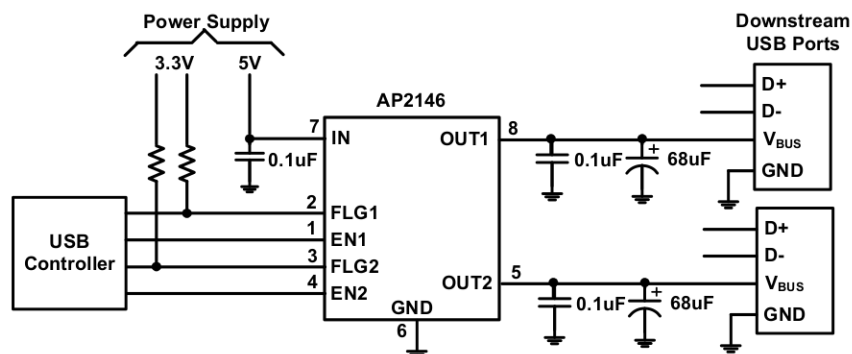 Power Supply
3.3V
5V
Downstream
USB Ports
AP2146
D+
D-
VBUS
GND
7
IN
OUT1
8
0.1uF
0.1uF
+
68uF
USB
Controller
2
FLG1
1
EN1
3
FLG2
4
EN2
GND
6
OUT2
5
0.1uF
+
68uF
D+
D-
VBUS
GND